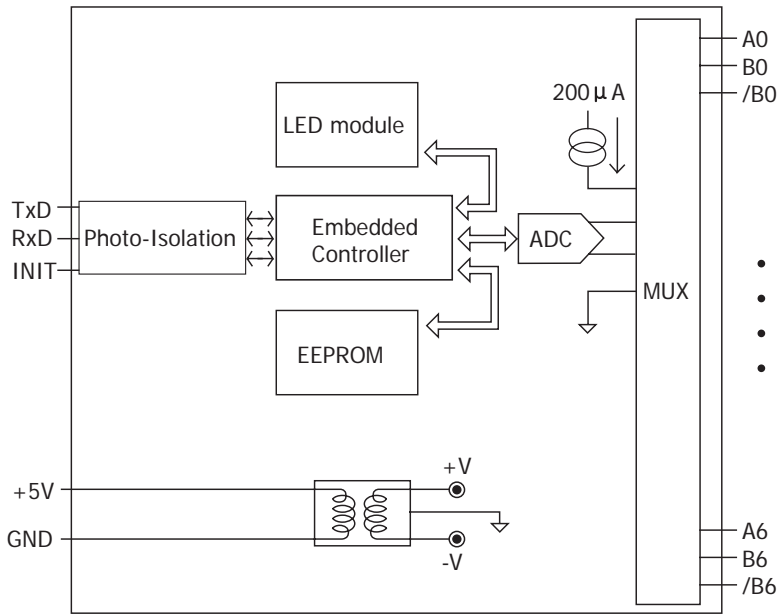 A0
B0
/B0
200 μ A
LED module
TxD
RxD
INIT
Photo-Isolation
Embedded
Controller
ADC
MUX
EEPROM
+5V
GND
+V
-V
A6
B6
/B6